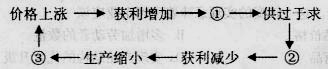 价格上涨 → 获利增加 → ① → 供过于求
③ ← 生产缩小 ← 获利减少 ← ②